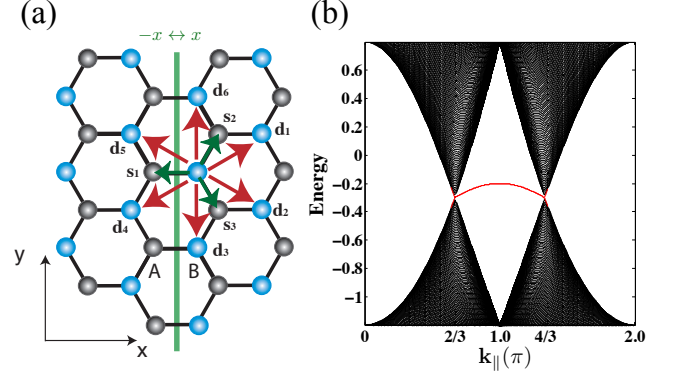 (a)
−x ↔ x
d₆
s₂
d₁
d₅
s₁
d₂
s₃
d₄
d₃
A
B
y
x
(b)
Energy
0.6
0.4
0.2
0
−0.2
−0.4
−0.6
−0.8
−1
0
2/3
1.0
4/3
2.0
k∥(π)